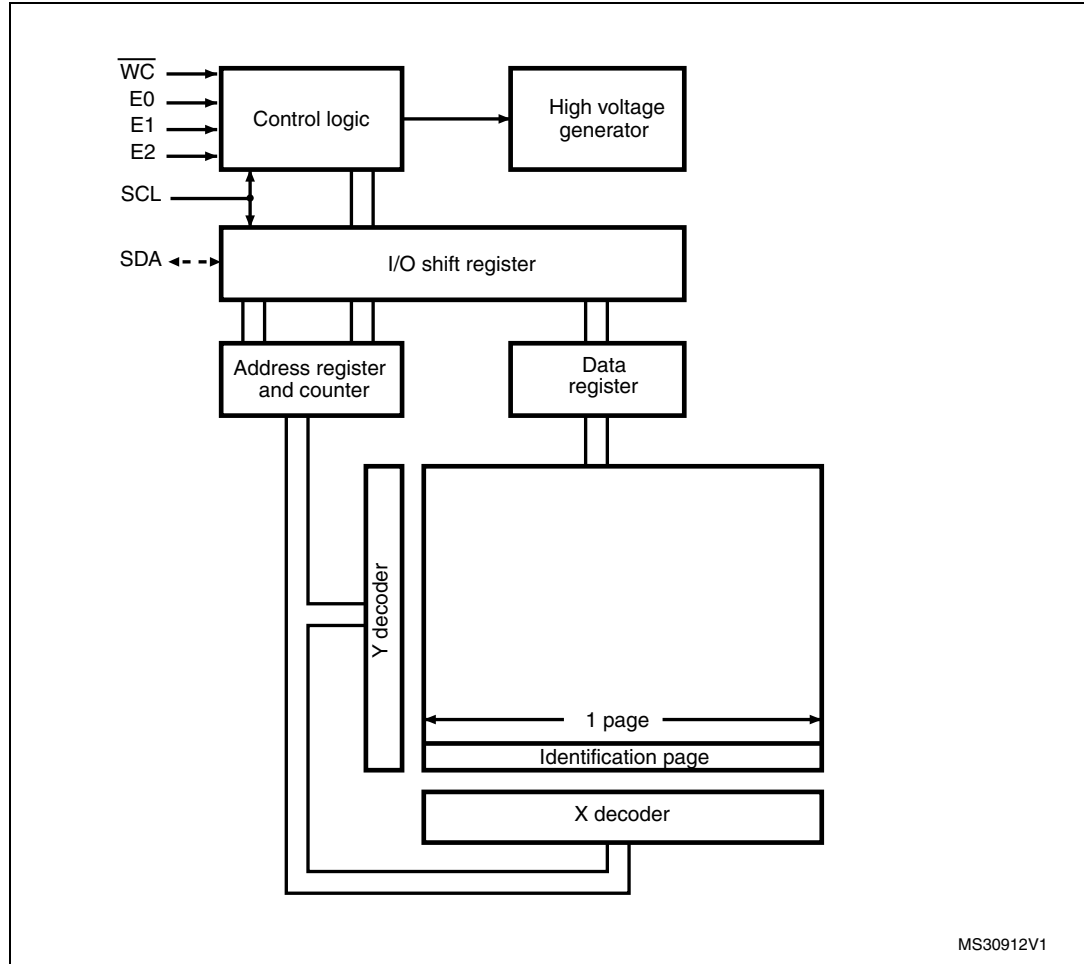 W̅C̅
E0
E1
E2
SCL
SDA
Control logic
High voltage
generator
I/O shift register
Address register
and counter
Data
register
Y decoder
1 page
Identification page
X decoder
MS30912V1